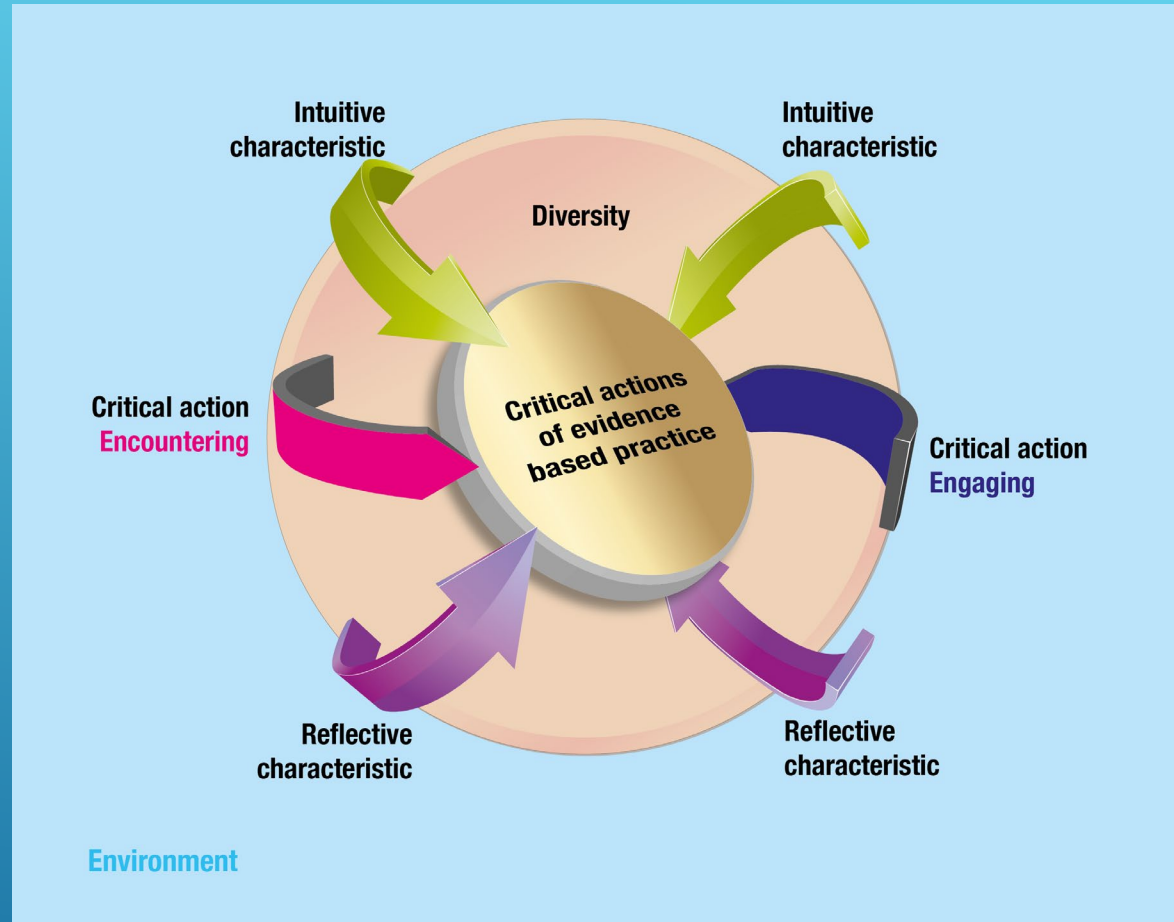 Intuitive
characteristic
Intuitive
characteristic
Diversity
Critical actions
of evidence
based practice
Critical action
Encountering
Critical action
Engaging
Reflective
characteristic
Reflective
characteristic
Environment